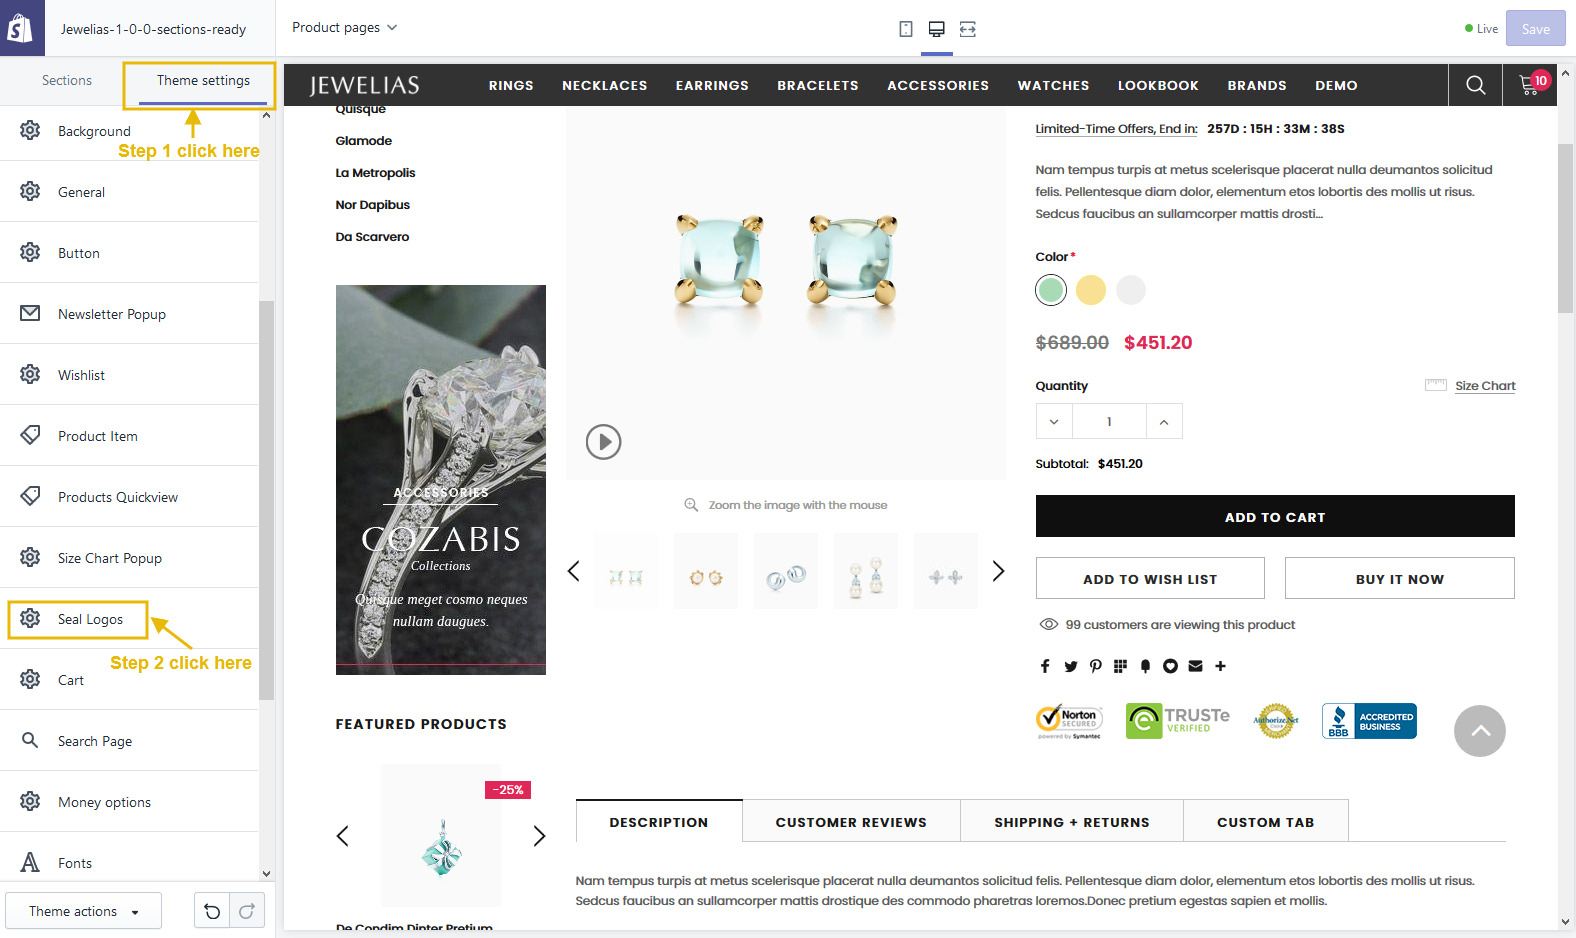 Jewelias-1-0-0-sections-ready
Product pages
Live
Save
Sections
Theme settings
Step 1 click here
Background
General
Button
Newsletter Popup
Wishlist
Product Item
Products Quickview
Size Chart Popup
Seal Logos
Step 2 click here
Cart
Search Page
Money options
Fonts
Theme actions
JEWELIAS
RINGS
NECKLACES
EARRINGS
BRACELETS
ACCESSORIES
WATCHES
LOOKBOOK
BRANDS
DEMO
10
Quisque
Glamode
La Metropolis
Nor Dapibus
Da Scarvero
ACCESSORIES
COZABIS
Collections
Quisque meget cosmo neques
nullam daugues.
FEATURED PRODUCTS
-25%
De Condim Dinter Pretium
Zoom the image with the mouse
Limited-Time Offers, End in: 257D : 15H : 33M : 38S
Nam tempus turpis at metus scelerisque placerat nulla deumantos solicitud
felis. Pellentesque diam dolor, elementum etos lobortis des mollis ut risus.
Sedcus faucibus an sullamcorper mattis drosti...
Color *
$689.00 $451.20
Quantity
Size Chart
1
Subtotal: $451.20
ADD TO CART
ADD TO WISH LIST
BUY IT NOW
99 customers are viewing this product
Norton
SECURED
powered by Symantec
TRUSTe
VERIFIED
Authorize.Net
BBB
ACCREDITED
BUSINESS
DESCRIPTION
CUSTOMER REVIEWS
SHIPPING + RETURNS
CUSTOM TAB
Nam tempus turpis at metus scelerisque placerat nulla deumantos solicitud felis. Pellentesque diam dolor, elementum etos lobortis des mollis ut risus.
Sedcus faucibus an sullamcorper mattis drostique des commodo pharetras loremos.Donec pretium egestas sapien et mollis.